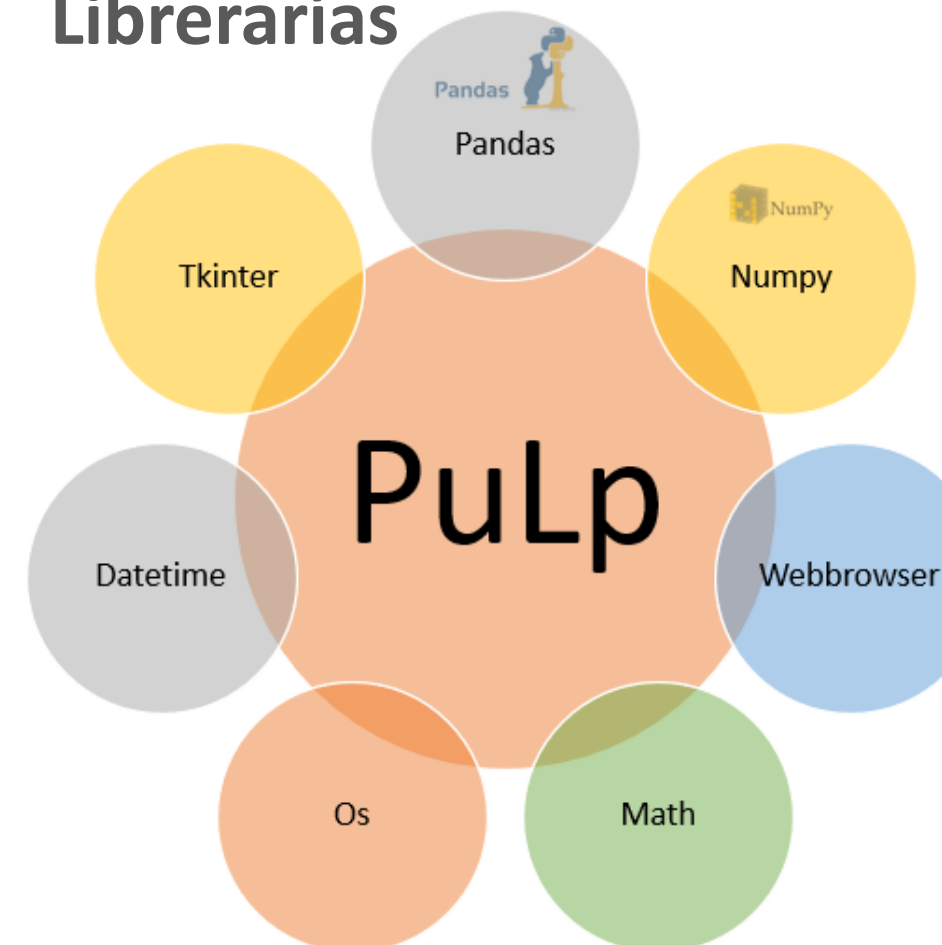 Librerarias
Pandas
Pandas
NumPy
Tkinter
Numpy
PuLp
Datetime
Webbrowser
Os
Math